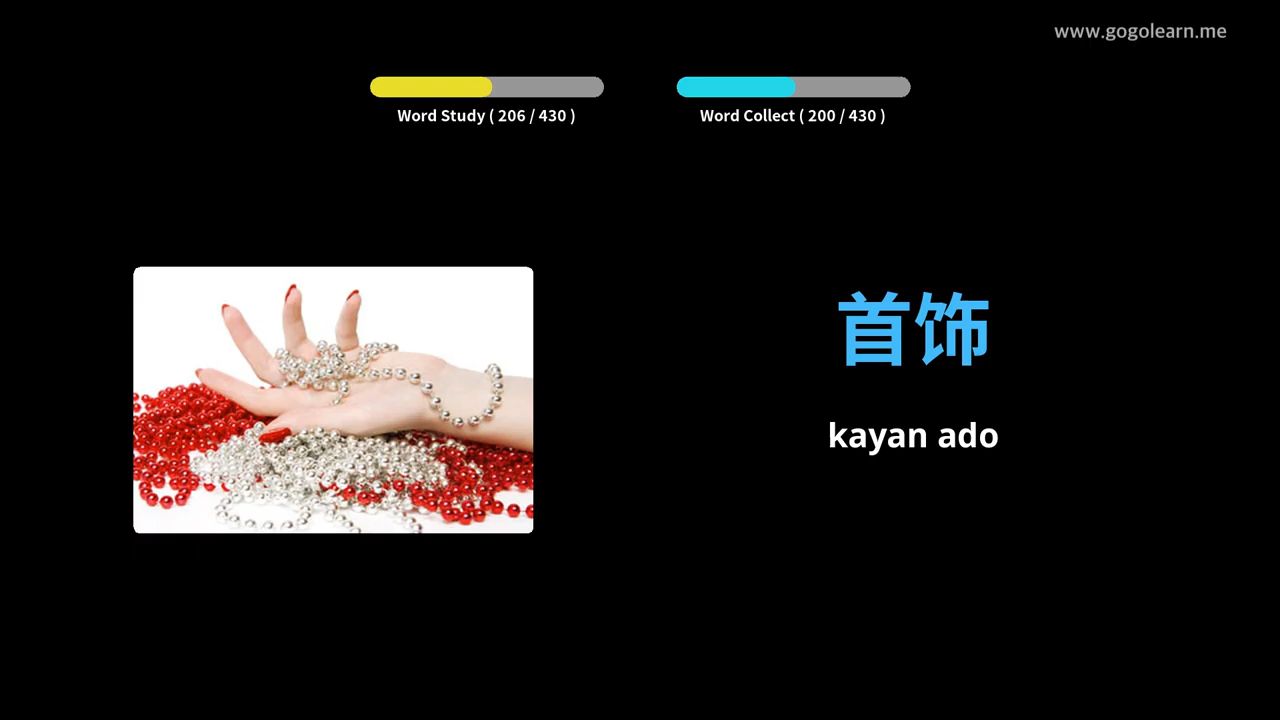 www.gogolearn.me
Word Study ( 206 / 430 )
Word Collect ( 200 / 430 )
首饰
kayan ado